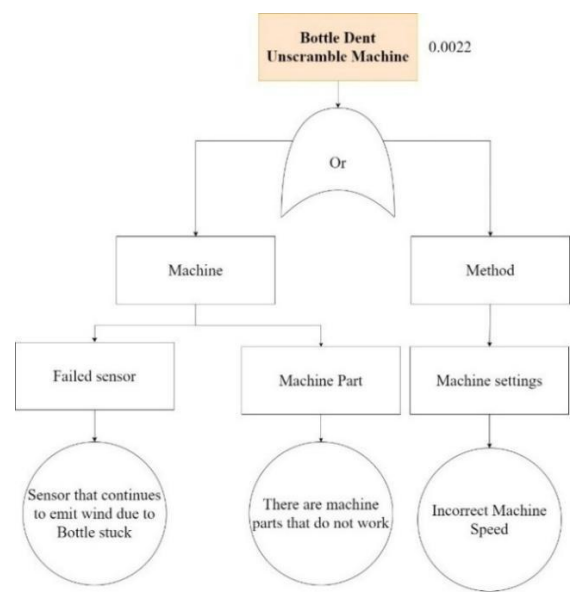 Bottle Dent
Unscramble Machine
0.0022
Or
Machine
Method
Failed sensor
Machine Part
Machine settings
Sensor that continues
to emit wind due to
Bottle stuck
There are machine
parts that do not work
Incorrect Machine
Speed